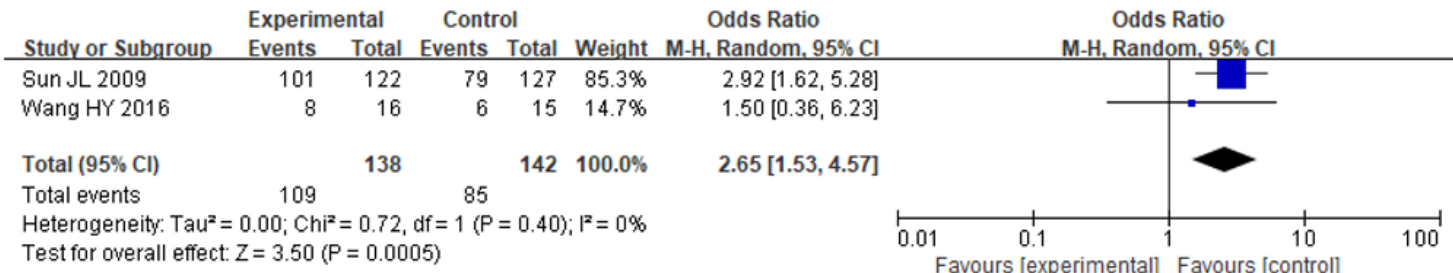 Experimental Control Odds Ratio Odds Ratio
Study or Subgroup Events Total Events Total Weight M-H, Random, 95% CI M-H, Random, 95% CI
Sun JL 2009 101 122 79 127 85.3% 2.92 [1.62, 5.28]
Wang HY 2016 8 16 6 15 14.7% 1.50 [0.36, 6.23]
Total (95% CI) 138 142 100.0% 2.65 [1.53, 4.57]
Total events 109 85
Heterogeneity: Tau² = 0.00; Chi² = 0.72, df = 1 (P = 0.40); I² = 0%
Test for overall effect: Z = 3.50 (P = 0.0005)
0.01 0.1 1 10 100
Favours [experimental] Favours [control]